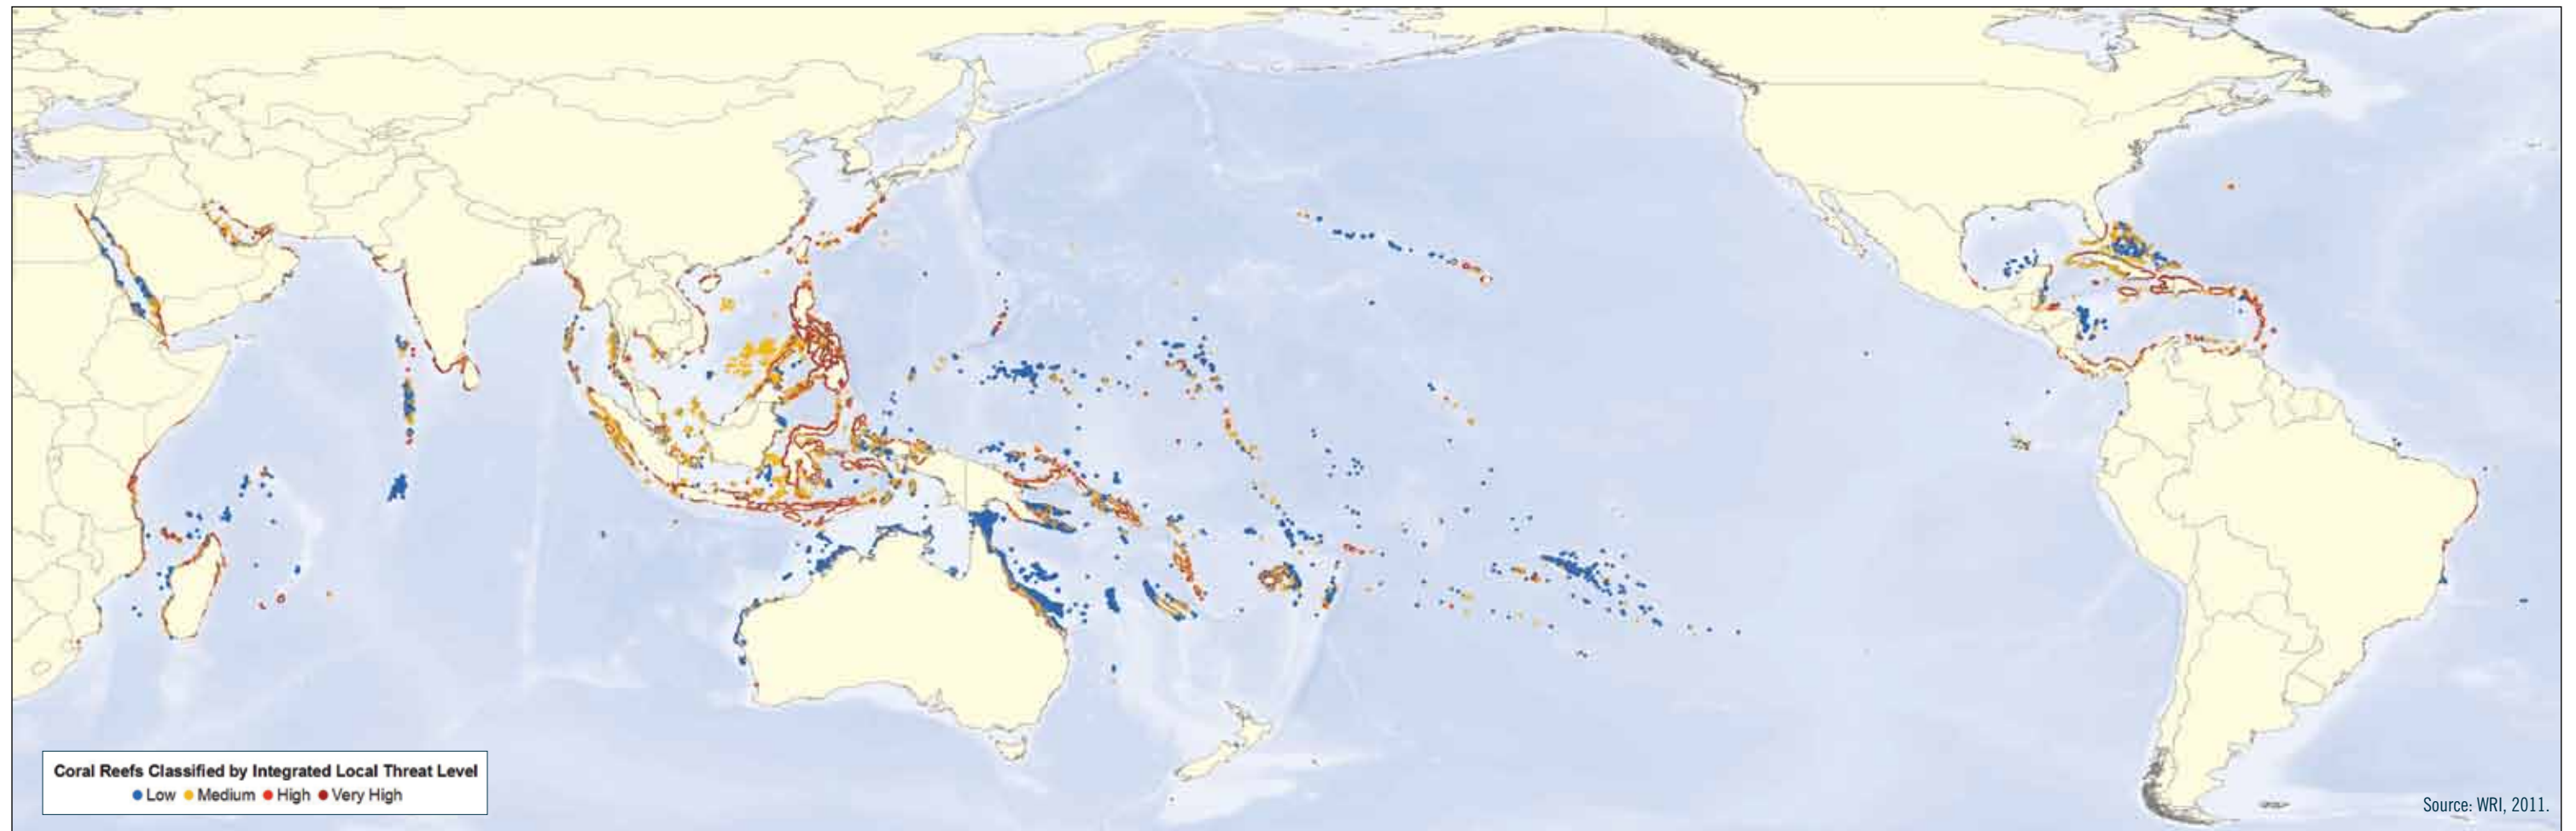 Coral Reefs Classified by Integrated Local Threat Level
Low Medium High Very High
Source: WRI, 2011.